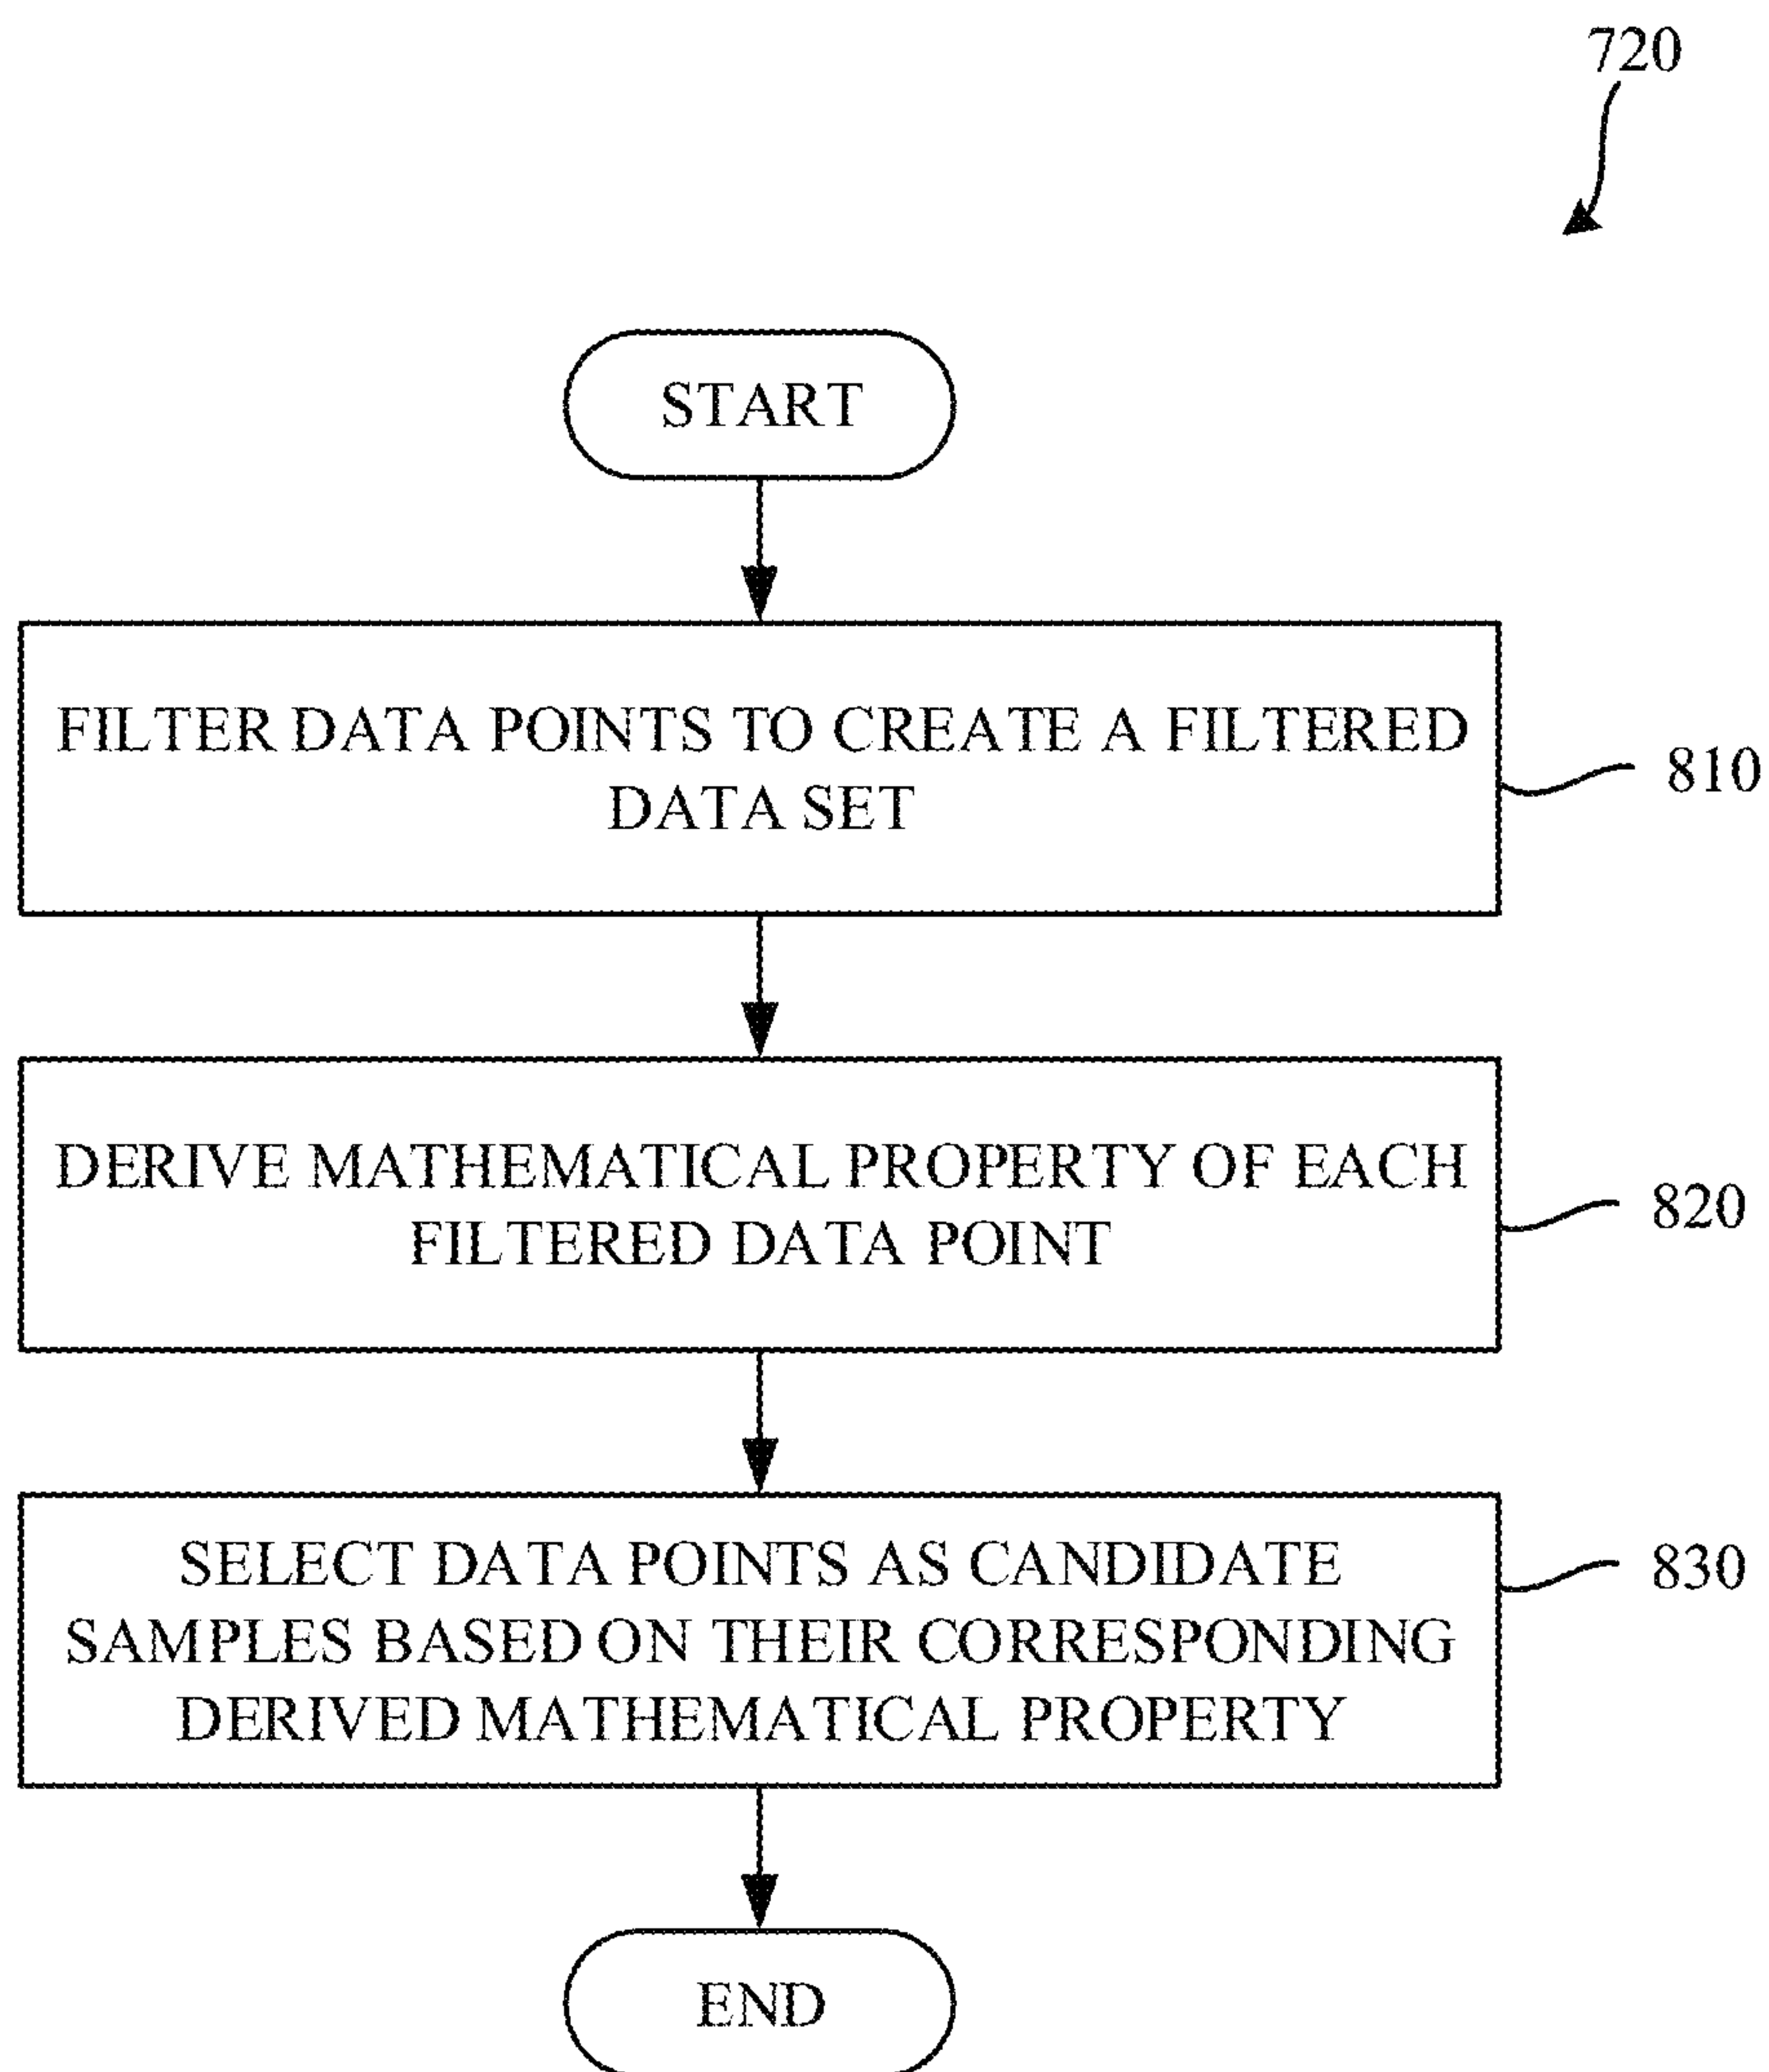 720
START
FILTER DATA POINTS TO CREATE A FILTERED
DATA SET
810
DERIVE MATHEMATICAL PROPERTY OF EACH
FILTERED DATA POINT
820
SELECT DATA POINTS AS CANDIDATE
SAMPLES BASED ON THEIR CORRESPONDING
DERIVED MATHEMATICAL PROPERTY
830
END